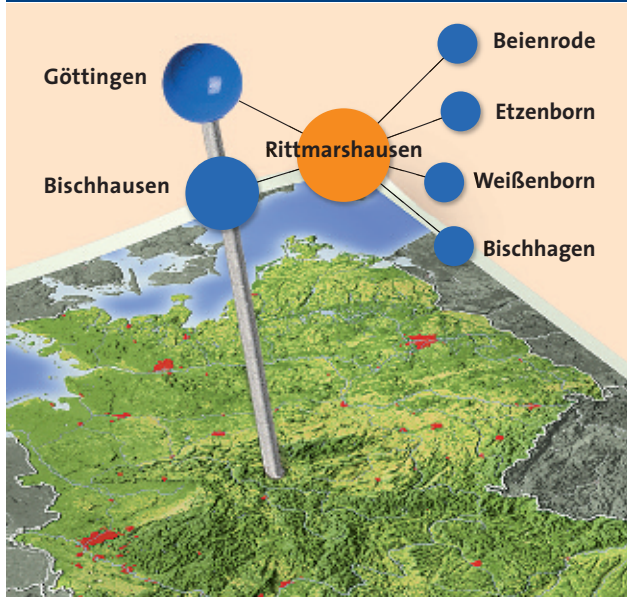 Beienrode
Göttingen
Etzenborn
Rittmarshausen
Bischhausen
Weißenborn
Bischhagen